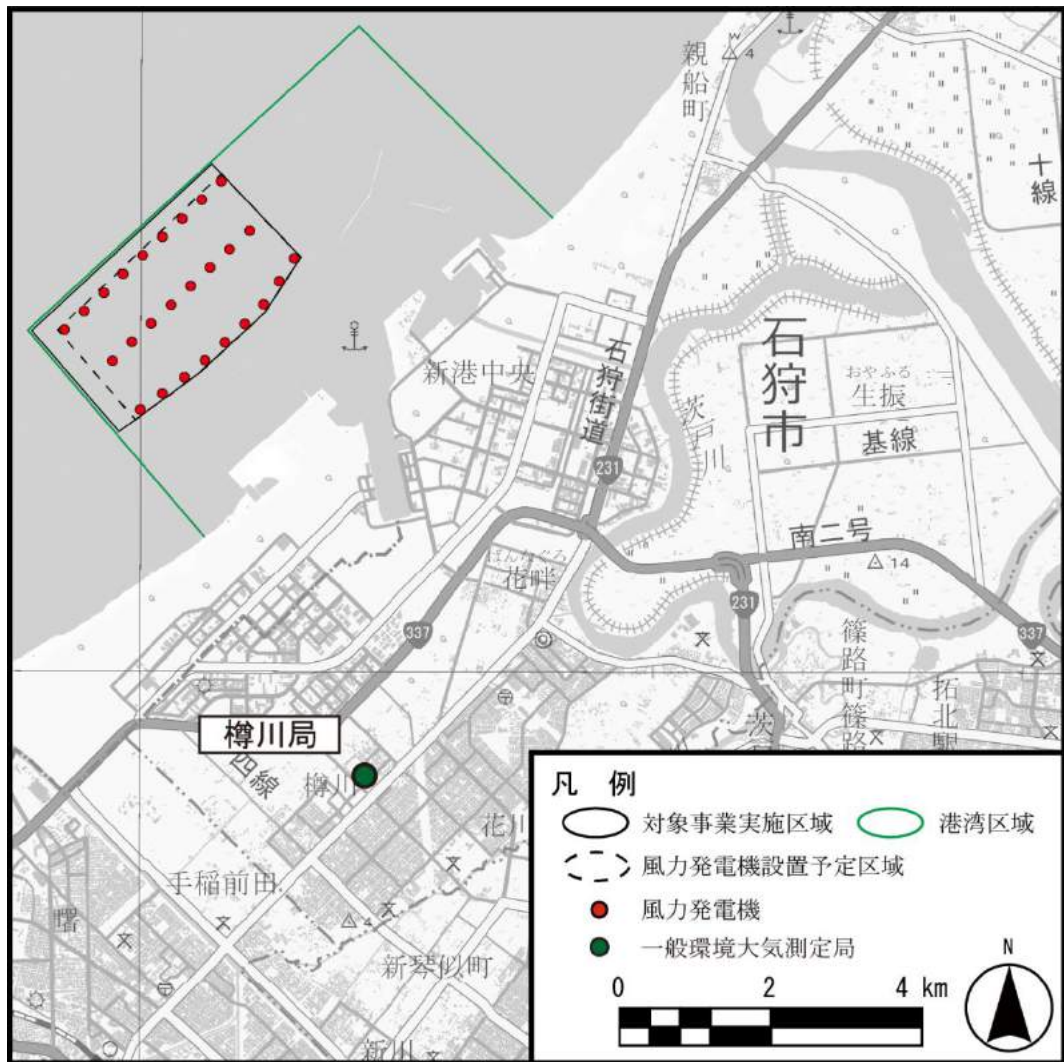 親船町
4
十線
石狩市
新港中央
石狩街道
茨戸川
おやふる
生振
基線
231
南二号
14
ばんなぐろ
花畔
231
337
337
篠路町篠路
拓北駅
樽川局
四線
樽川
花川
手稲前田
4
曙
新琴似町
新川
凡 例
対象事業実施区域
港湾区域
風力発電機設置予定区域
風力発電機
一般環境大気測定局
0 2 4 km
N